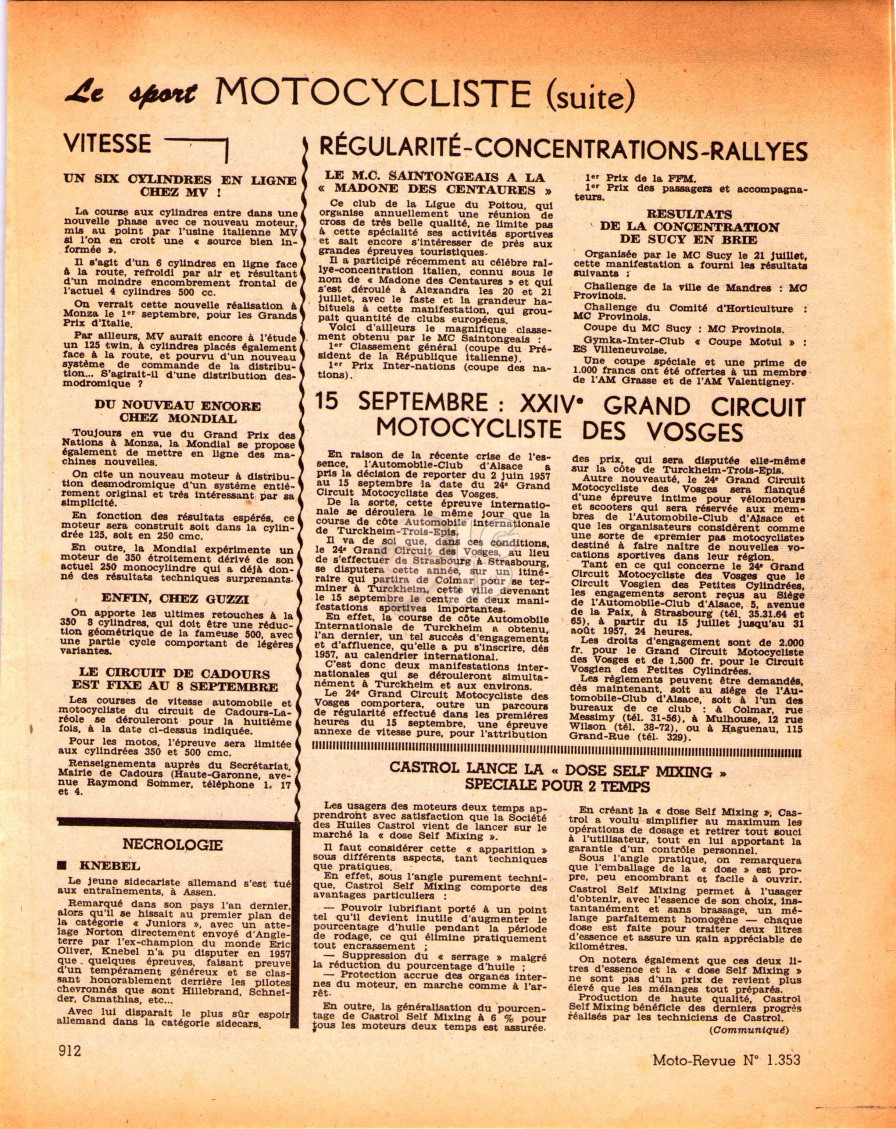 Le sport MOTOCYCLISTE (suite)
VITESSE
UN SIX CYLINDRES EN LIGNE
CHEZ MV !
La course aux cylindres entre dans une
nouvelle phase avec ce nouveau moteur,
mis au point par l'usine italienne MV
si l'on en croit une « source bien in-
formée ».
Il s'agit d'un 6 cylindres en ligne face
à la route, refroidi par air et résultant
d'un moindre encombrement frontal de
l'actuel 4 cylindres 500 cc.
On verrait cette nouvelle réalisation à
Monza le 1er septembre, pour les Grands
Prix d'Italie.
Par ailleurs, MV aurait encore à l'étude
un 125 twin, à cylindres placés également
face à la route, et pourvu d'un nouveau
système de commande de la distribu-
tion... S'agirait-il d'une distribution des-
modromique ?
DU NOUVEAU ENCORE
CHEZ MONDIAL
Toujours en vue du Grand Prix des
Nations à Monza, la Mondial se propose
également de mettre en ligne des ma-
chines nouvelles.
On cite un nouveau moteur à distribu-
tion desmodromique d'un système entiè-
rement original et très intéressant par sa
simplicité.
En fonction des résultats espérés, ce
moteur sera construit soit dans la cylin-
drée 125, soit en 250 cmc.
En outre, la Mondial expérimente un
moteur de 350 étroitement dérivé de son
actuel 250 monocylindre qui a déjà don-
né des résultats techniques surprenants.
ENFIN, CHEZ GUZZI
On apporte les ultimes retouches à la
350 8 cylindres, qui doit être une réduc-
tion géométrique de la fameuse 500, avec
une partie cycle comportant de légères
variantes.
LE CIRCUIT DE CADOURS
EST FIXE AU 8 SEPTEMBRE
Les courses de vitesse automobile et
motocycliste du circuit de Cadours-La-
réole se dérouleront pour la huitième
fois, à la date ci-dessus indiquée.
Pour les motos, l'épreuve sera limitée
aux cylindrées 350 et 500 cmc.
Renseignements auprès du Secrétariat,
Mairie de Cadours (Haute-Garonne, ave-
nue Raymond Sommer, téléphone 1, 17
et 4.
NECROLOGIE
■ KNEBEL
Le jeune sidecariste allemand s'est tué
aux entraînements, à Assen.
Remarqué dans son pays l'an dernier,
alors qu'il se hissait au premier plan de
la catégorie « Juniors », avec un atte-
lage Norton directement envoyé d'Angle-
terre par l'ex-champion du monde Eric
Oliver, Knebel n'a pu disputer en 1957
que quelques épreuves, faisant preuve
d'un tempérament généreux et se clas-
sant honorablement derrière les pilotes
chevronnés que sont Hillebrand, Schnei-
der, Camathias, etc...
Avec lui disparait le plus sûr espoir
allemand dans la catégorie sidecars.
RÉGULARITÉ-CONCENTRATIONS-RALLYES
LE M.C. SAINTONGEAIS A LA
« MADONE DES CENTAURES »
Ce club de la Ligue du Poitou, qui
organise annuellement une réunion de
cross de très belle qualité, ne limite pas
à cette spécialité ses activités sportives
et sait encore s'intéresser de près aux
grandes épreuves touristiques.
Il a participé récemment au célèbre ral-
lye-concentration italien, connu sous le
nom de « Madone des Centaures » et qui
s'est déroulé à Alexandra les 20 et 21
juillet, avec le faste et la grandeur ha-
bituels à cette manifestation, qui grou-
pait quantité de clubs européens.
Voici d'ailleurs le magnifique classe-
ment obtenu par le MC Saintongeais :
1er Classement général (coupe du Pré-
sident de la République italienne).
1er Prix Inter-nations (coupe des na-
tions).
1er Prix de la FFM.
1er Prix des passagers et accompagna-
teurs.
RESULTATS
DE LA CONCENTRATION
DE SUCY EN BRIE
Organisée par le MC Sucy le 21 juillet,
cette manifestation a fourni les résultats
suivants :
Challenge de la ville de Mandres : MC
Provinois.
Challenge du Comité d'Horticulture :
MC Provinois.
Coupe du MC Sucy : MC Provinois.
Gymka-Inter-Club « Coupe Motul » :
ES Villeneuvoise.
Une coupe spéciale et une prime de
1.000 francs ont été offertes à un membre
de l'AM Grasse et de l'AM Valentigney.
15 SEPTEMBRE : XXIVe GRAND CIRCUIT
MOTOCYCLISTE DES VOSGES
En raison de la récente crise de l'es-
sence, l'Automobile-Club d'Alsace a
pris la décision de reporter du 2 juin 1957
au 15 septembre la date du 24e Grand
Circuit Motocycliste des Vosges.
De la sorte, cette épreuve internatio-
nale se déroulera le même jour que la
course de côte Automobile internationale
de Turckheim-Trois-Epis.
Il va de soi que, dans ces conditions,
le 24e Grand Circuit des Vosges, au lieu
de s'effectuer de Strasbourg à Strasbourg,
se disputera cette année, sur un itiné-
raire qui partira de Colmar pour se ter-
miner à Turckheim, cette ville devenant
le 15 septembre le centre de deux mani-
festations sportives importantes.
En effet, la course de côte Automobile
Internationale de Turckheim a obtenu,
l'an dernier, un tel succès d'engagements
et d'affluence, qu'elle a pu s'inscrire, dès
1957, au calendrier international.
C'est donc deux manifestations inter-
nationales qui se dérouleront simulta-
nément à Turckheim et aux environs.
Le 24e Grand Circuit Motocycliste des
Vosges comportera, outre un parcours
de régularité effectué dans les premières
heures du 15 septembre, une épreuve
annexe de vitesse pure, pour l'attribution
des prix, qui sera disputée elle-même
sur la côte de Turckheim-Trois-Epis.
Autre nouveauté, le 24e Grand Circuit
Motocycliste des Vosges sera flanqué
d'une épreuve intime pour vélomoteurs
et scooters qui sera réservée aux mem-
bres de l'Automobile-Club d'Alsace et
que les organisateurs considèrent comme
une sorte de «premier pas motocycliste»
destiné à faire naître de nouvelles vo-
cations sportives dans leur région.
Tant en ce qui concerne le 24e Grand
Circuit Motocycliste des Vosges que le
Circuit Vosgien des Petites Cylindrées,
les engagements seront reçus au Siège
de l'Automobile-Club d'Alsace, 5, avenue
de la Paix, à Strasbourg (tél. 35.31.64 et
65), à partir du 15 juillet jusqu'au 31
août 1957, 24 heures.
Les droits d'engagement sont de 2.000
fr. pour le Grand Circuit Motocycliste
des Vosges et de 1.500 fr. pour le Circuit
Vosgien des Petites Cylindrées.
Les règlements peuvent être demandés,
dès maintenant, soit au siège de l'Au-
tomobile-Club d'Alsace, soit à l'un des
bureaux de ce club : à Colmar, rue
Messimy (tél. 31-56), à Mulhouse, 12 rue
Wilson (tél. 38-72), ou à Haguenau, 115
Grand-Rue (tél. 329).
CASTROL LANCE LA « DOSE SELF MIXING »
SPECIALE POUR 2 TEMPS
Les usagers des moteurs deux temps ap-
prendront avec satisfaction que la Société
des Huiles Castrol vient de lancer sur le
marché la « dose Self Mixing ».
Il faut considérer cette « apparition »
sous différents aspects, tant techniques
que pratiques.
En effet, sous l'angle purement techni-
que, Castrol Self Mixing comporte des
avantages particuliers :
— Pouvoir lubrifiant porté à un point
tel qu'il devient inutile d'augmenter le
pourcentage d'huile pendant la période
de rodage, ce qui élimine pratiquement
tout encrassement ;
— Suppression du « serrage » malgré
la réduction du pourcentage d'huile ;
— Protection accrue des organes inter-
nes du moteur, en marche comme à l'ar-
rêt.
En outre, la généralisation du pourcen-
tage de Castrol Self Mixing à 6 % pour
tous les moteurs deux temps est assurée.
En créant la « dose Self Mixing », Cas-
trol a voulu simplifier au maximum les
opérations de dosage et retirer tout souci
à l'utilisateur, tout en lui apportant la
garantie d'un contrôle personnel.
Sous l'angle pratique, on remarquera
que l'emballage de la « dose » est pro-
pre, peu encombrant et facile à ouvrir.
Castrol Self Mixing permet à l'usager
d'obtenir, avec l'essence de son choix, ins-
tantanément et sans brassage, un mé-
lange parfaitement homogène — chaque
dose est faite pour traiter deux litres
d'essence et assure un gain appréciable de
kilomètres.
On notera également que ces deux li-
tres d'essence et la « dose Self Mixing »
ne sont pas d'un prix de revient plus
élevé que les mélanges tout préparés.
Production de haute qualité, Castrol
Self Mixing bénéficie des derniers progrès
réalisés par les techniciens de Castrol.
(Communiqué)
912
Moto-Revue N° 1.353